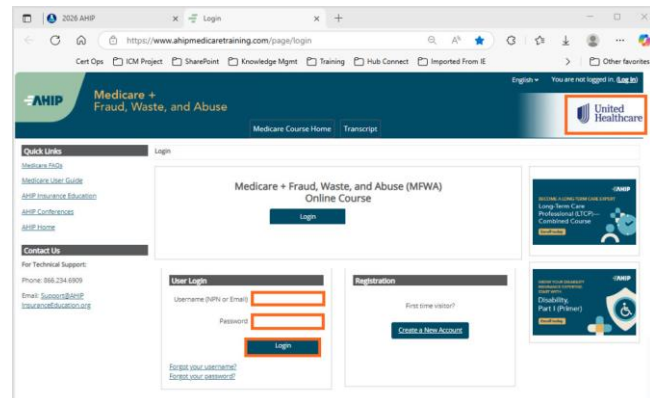 2026 AHIP
Login
https://www.ahipmedicaretraining.com/page/login
Cert Ops
ICM Project
SharePoint
Knowledge Mgmt
Training
Hub Connect
Imported From IE
Other favorites
English
You are not logged in. (Log in)
AHIP
Medicare +
Fraud, Waste, and Abuse
United
Healthcare
Medicare Course Home
Transcript
Quick Links
Login
Medicare FAQs
Medicare User Guide
AHIP Insurance Education
AHIP Conferences
AHIP Home
Contact Us
For Technical Support:
Phone: 866.234.6909
Email: Support@AHIP
InsuranceEducation.org
Medicare + Fraud, Waste, and Abuse (MFWA)
Online Course
Login
User Login
Username (NPN or Email)
Password
Login
Forgot your username?
Forgot your password?
Registration
First time visitor?
Create a New Account
AHIP
BECOME A LONG-TERM CARE EXPERT
Long-Term Care
Professional (LTCP)—
Combined Course
AHIP
Disability,
Part I (Primer)